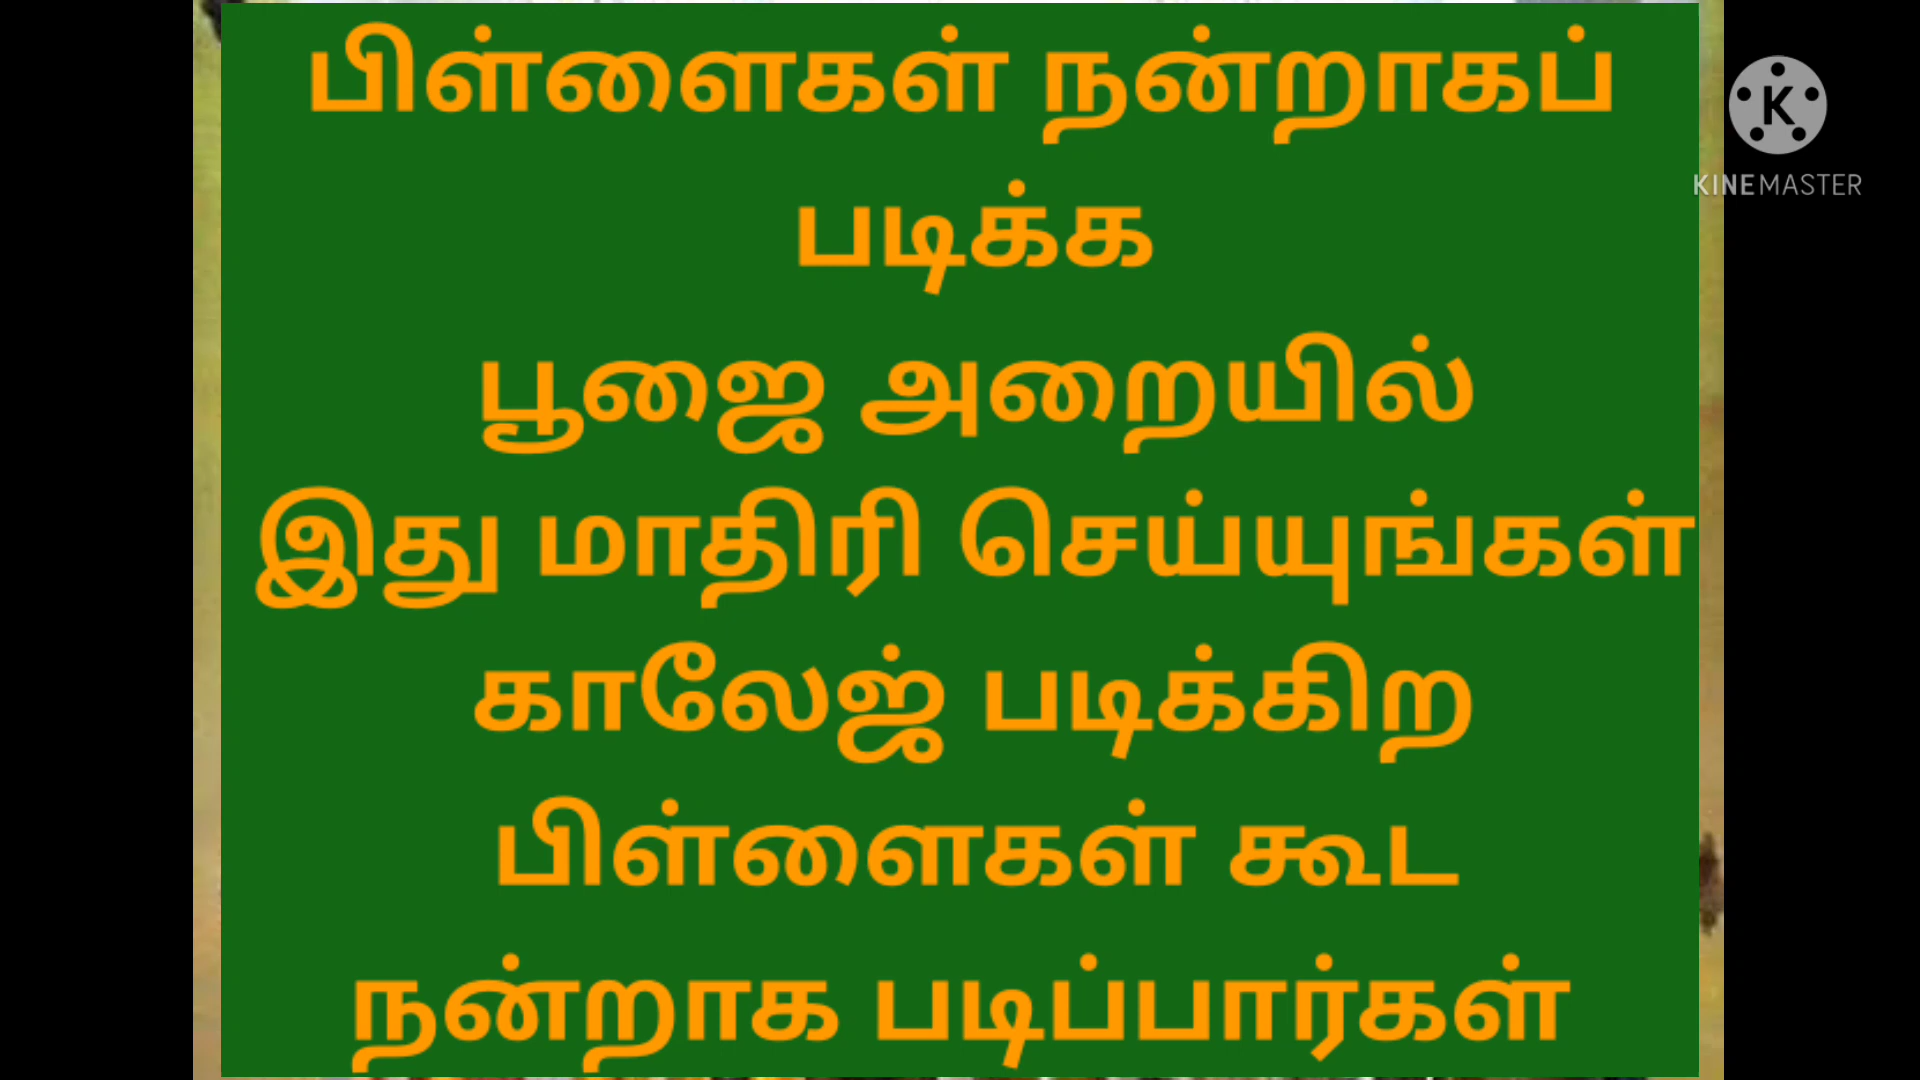 பிள்ளைகள் நன்றாகப்
படிக்க
பூஜை அறையில்
இது மாதிரி செய்யுங்கள்
காலேஜ் படிக்கிற
பிள்ளைகள் கூட
நன்றாக படிப்பார்கள்
K
KINEMASTER